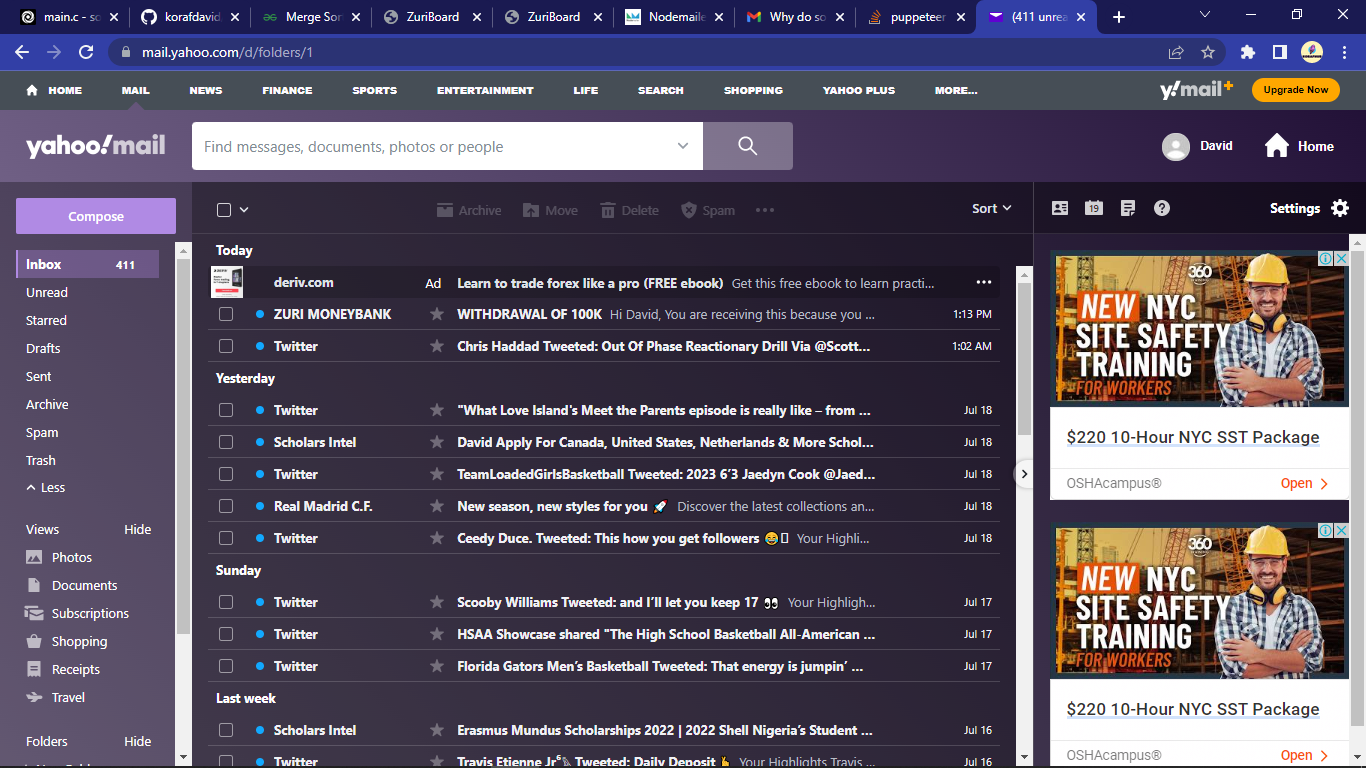 main.c - so
korafdavid
Merge Sor
ZuriBoard
ZuriBoard
Nodemaile
Why do so
puppeteer
(411 unrea
mail.yahoo.com/d/folders/1
HOME MAIL NEWS FINANCE SPORTS ENTERTAINMENT LIFE SEARCH SHOPPING YAHOO PLUS MORE... y!mail+ Upgrade Now
yahoo!mail Find messages, documents, photos or people David Home
Compose
Inbox 411
Unread
Starred
Drafts
Sent
Archive
Spam
Trash
Less
Views Hide
Photos
Documents
Subscriptions
Shopping
Receipts
Travel
Folders Hide
Archive Move Delete Spam Sort
Today
deriv.com Ad Learn to trade forex like a pro (FREE ebook) Get this free ebook to learn practi...
ZURI MONEYBANK WITHDRAWAL OF 100K Hi David, You are receiving this because you ... 1:13 PM
Twitter Chris Haddad Tweeted: Out Of Phase Reactionary Drill Via @Scott... 1:02 AM
Yesterday
Twitter "What Love Island's Meet the Parents episode is really like – from ... Jul 18
Scholars Intel David Apply For Canada, United States, Netherlands & More Schol... Jul 18
Twitter TeamLoadedGirlsBasketball Tweeted: 2023 6′3 Jaedyn Cook @Jaed... Jul 18
Real Madrid C.F. New season, new styles for you 🚀 Discover the latest collections an... Jul 18
Twitter Ceedy Duce. Tweeted: This how you get followers 😂 Your Highli... Jul 18
Sunday
Twitter Scooby Williams Tweeted: and I'll let you keep 17 👀 Your Highligh... Jul 17
Twitter HSAA Showcase shared "The High School Basketball All-American ... Jul 17
Twitter Florida Gators Men's Basketball Tweeted: That energy is jumpin' ... Jul 17
Last week
Scholars Intel Erasmus Mundus Scholarships 2022 | 2022 Shell Nigeria's Student ... Jul 16
Twitter Travis Etienne Jr Tweeted: Daily Deposit Your Highlights Travis ... Jul 16
19 Settings
360
NEW NYC
SITE SAFETY
TRAINING
FOR WORKERS
$220 10-Hour NYC SST Package
OSHAcampus® Open
360
NEW NYC
SITE SAFETY
TRAINING
FOR WORKERS
$220 10-Hour NYC SST Package
OSHAcampus® Open